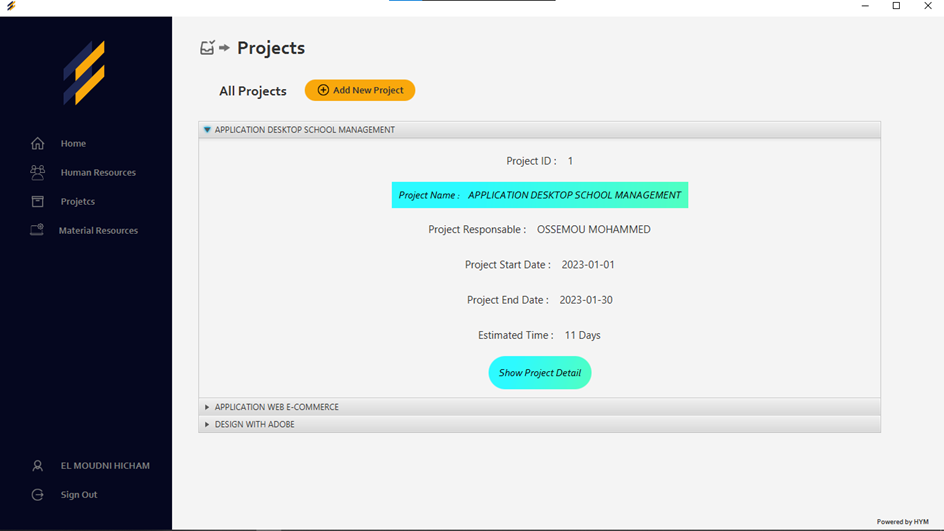 Projects
All Projects
Add New Project
Home
Human Resources
Projetcs
Material Resources
APPLICATION DESKTOP SCHOOL MANAGEMENT
Project ID : 1
Project Name : APPLICATION DESKTOP SCHOOL MANAGEMENT
Project Responsable : OSSEMOU MOHAMMED
Project Start Date : 2023-01-01
Project End Date : 2023-01-30
Estimated Time : 11 Days
Show Project Detail
APPLICATION WEB E-COMMERCE
DESIGN WITH ADOBE
EL MOUDNI HICHAM
Sign Out
Powered by HYM